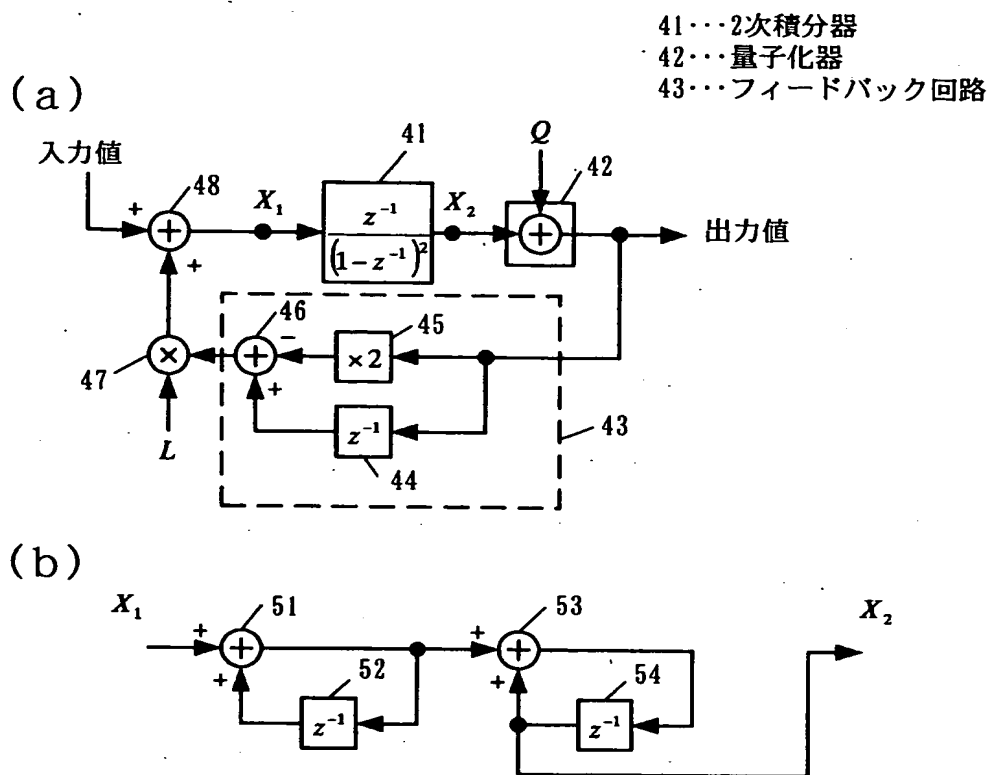 41・・・2次積分器
42・・・量子化器
43・・・フィードバック回路
(a)
入力値
+
48
+
X₁
41
z⁻¹
(1−z⁻¹)²
X₂
Q
42
+
出力値
+
47
×
L
46
−
+
+
45
×2
z⁻¹
44
43
(b)
X₁
+
51
+
+
52
z⁻¹
+
53
+
+
54
z⁻¹
X₂